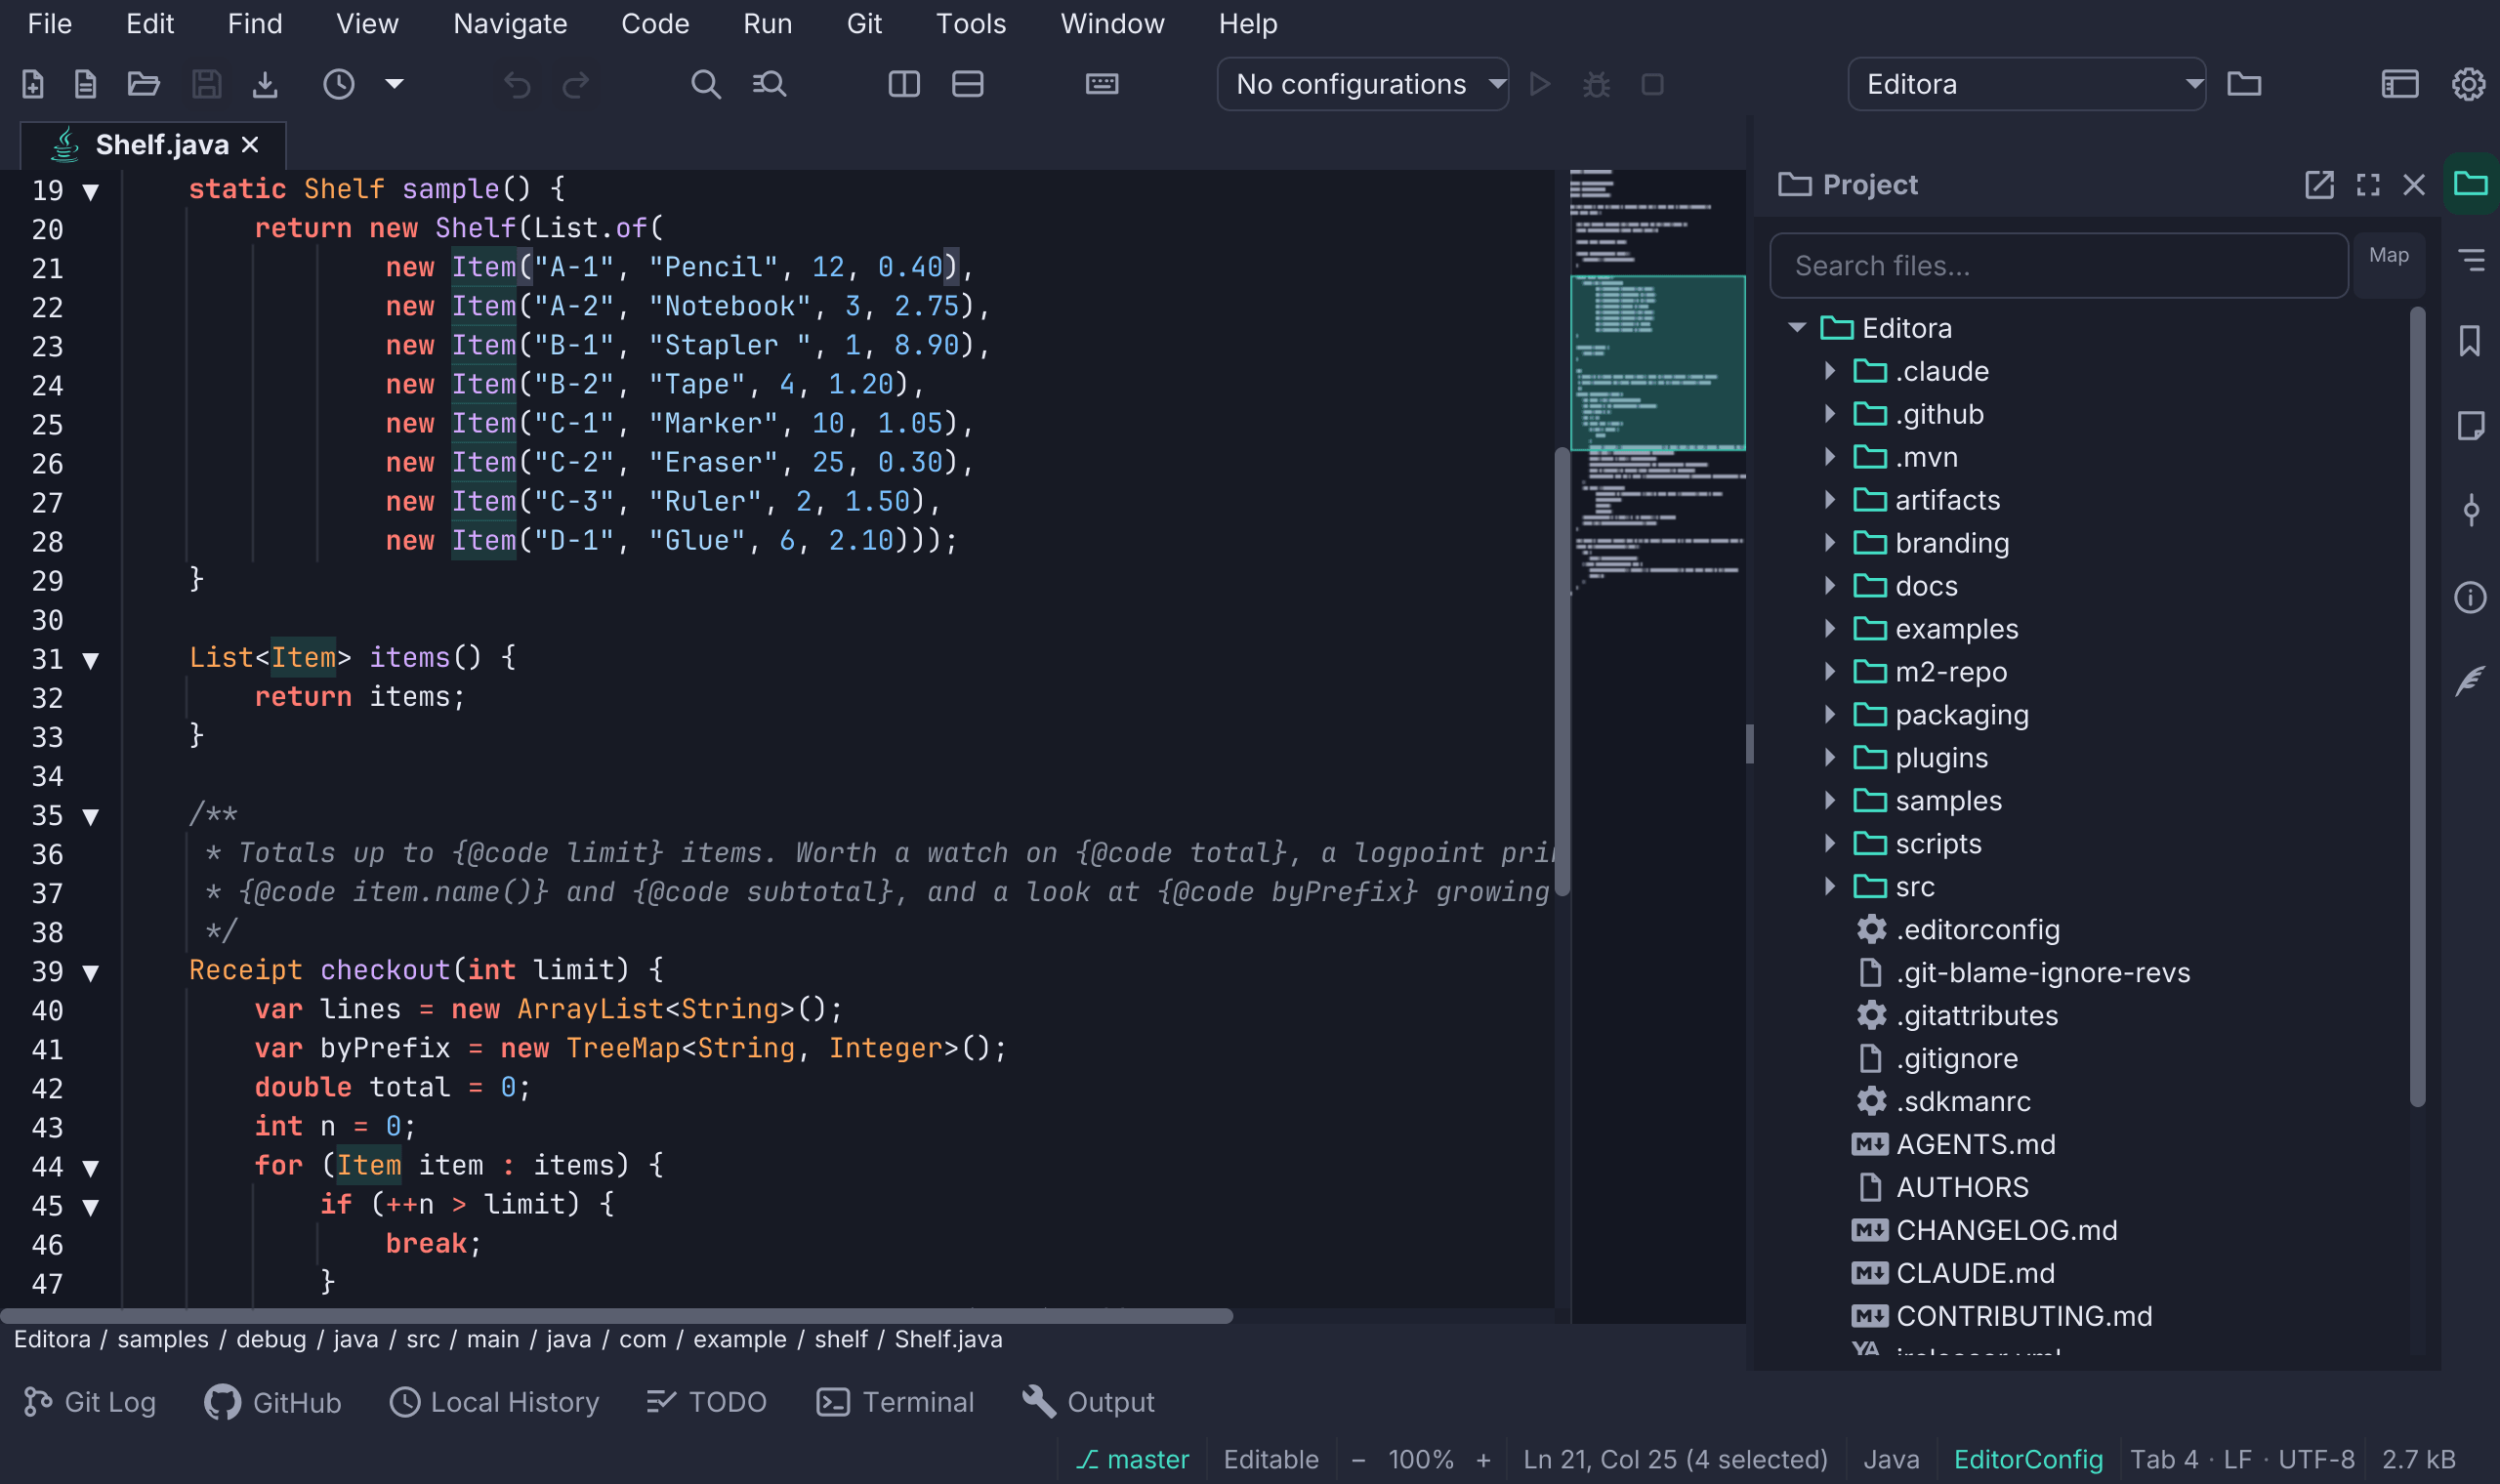 File Edit Find View Navigate Code Run Git Tools Window Help
No configurations Editora
Shelf.java
19 static Shelf sample() {
20 return new Shelf(List.of(
21 new Item("A-1", "Pencil", 12, 0.40),
22 new Item("A-2", "Notebook", 3, 2.75),
23 new Item("B-1", "Stapler ", 1, 8.90),
24 new Item("B-2", "Tape", 4, 1.20),
25 new Item("C-1", "Marker", 10, 1.05),
26 new Item("C-2", "Eraser", 25, 0.30),
27 new Item("C-3", "Ruler", 2, 1.50),
28 new Item("D-1", "Glue", 6, 2.10)));
29 }
30
31 List<Item> items() {
32 return items;
33 }
34
35 /**
36 * Totals up to {@code limit} items. Worth a watch on {@code total}, a logpoint
37 * {@code item.name()} and {@code subtotal}, and a look at {@code byPrefix} growing
38 */
39 Receipt checkout(int limit) {
40 var lines = new ArrayList<String>();
41 var byPrefix = new TreeMap<String, Integer>();
42 double total = 0;
43 int n = 0;
44 for (Item item : items) {
45 if (++n > limit) {
46 break;
47 }
Editora / samples / debug / java / src / main / java / com / example / shelf / Shelf.java
Project
Search files...
Map
Editora
.claude
.github
.mvn
artifacts
branding
docs
examples
m2-repo
packaging
plugins
samples
scripts
src
.editorconfig
.git-blame-ignore-revs
.gitattributes
.gitignore
.sdkmanrc
AGENTS.md
AUTHORS
CHANGELOG.md
CLAUDE.md
CONTRIBUTING.md
Git Log GitHub Local History TODO Terminal Output
master Editable − 100% + Ln 21, Col 25 (4 selected) Java EditorConfig Tab 4 · LF · UTF-8 2.7 kB